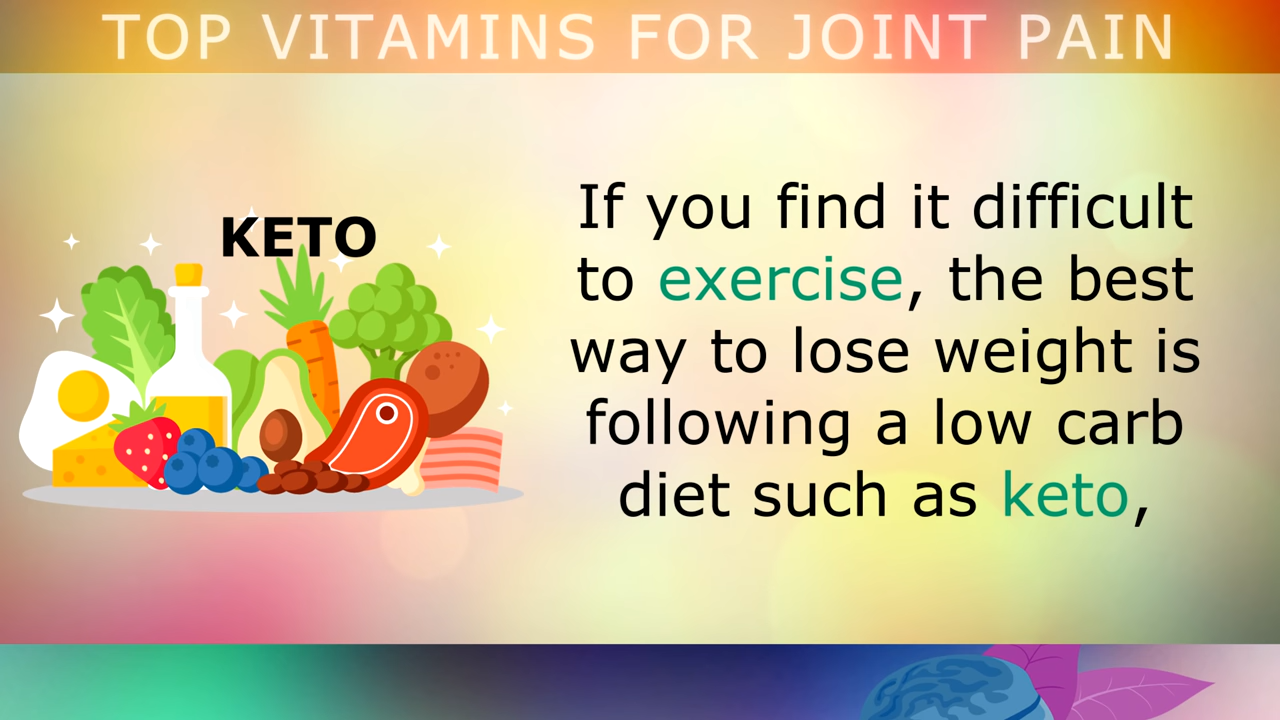 TOP VITAMINS FOR JOINT PAIN
KETO
If you find it difficult
to exercise, the best
way to lose weight is
following a low carb
diet such as keto,